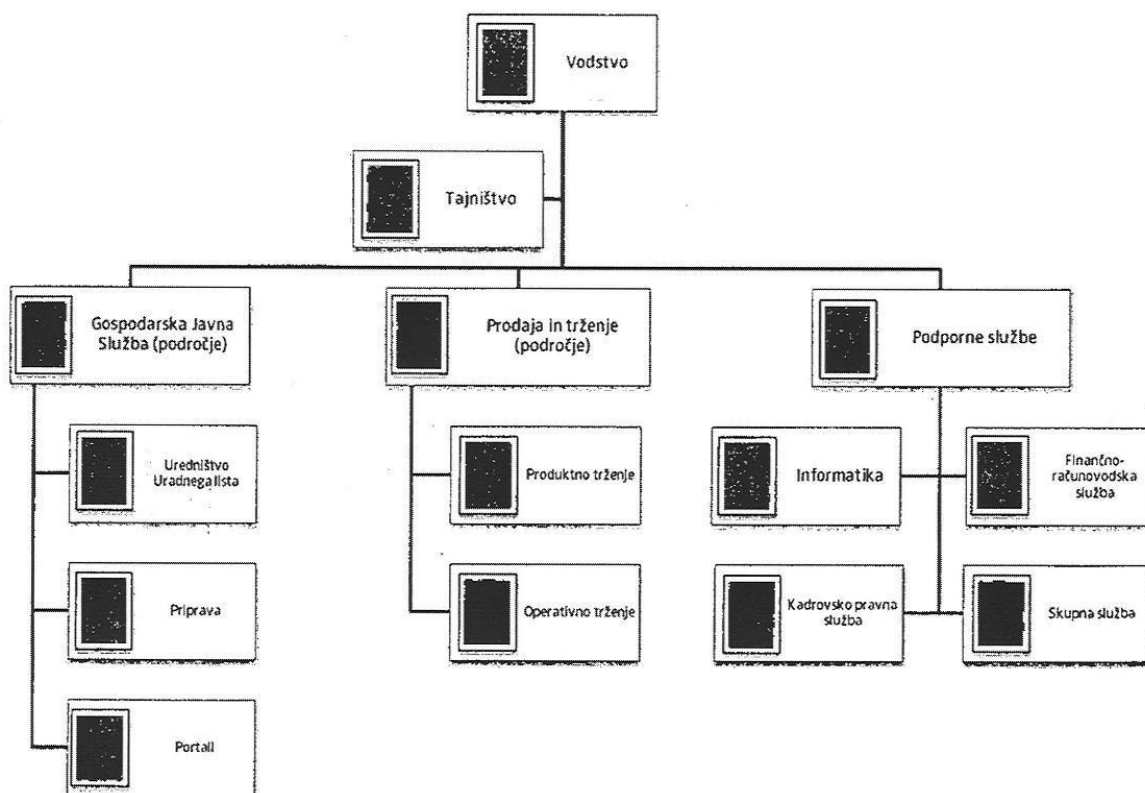 Vodstvo
Tajništvo
Gospodarska Javna
Služba (področje)
Prodaja in trženje
(področje)
Podporne službe
Uredništvo
Uradnega lista
Produktno trženje
Informatika
Finančno-
računovodska
služba
Priprava
Operativno trženje
Kadrovsko pravna
služba
Skupna služba
Portali